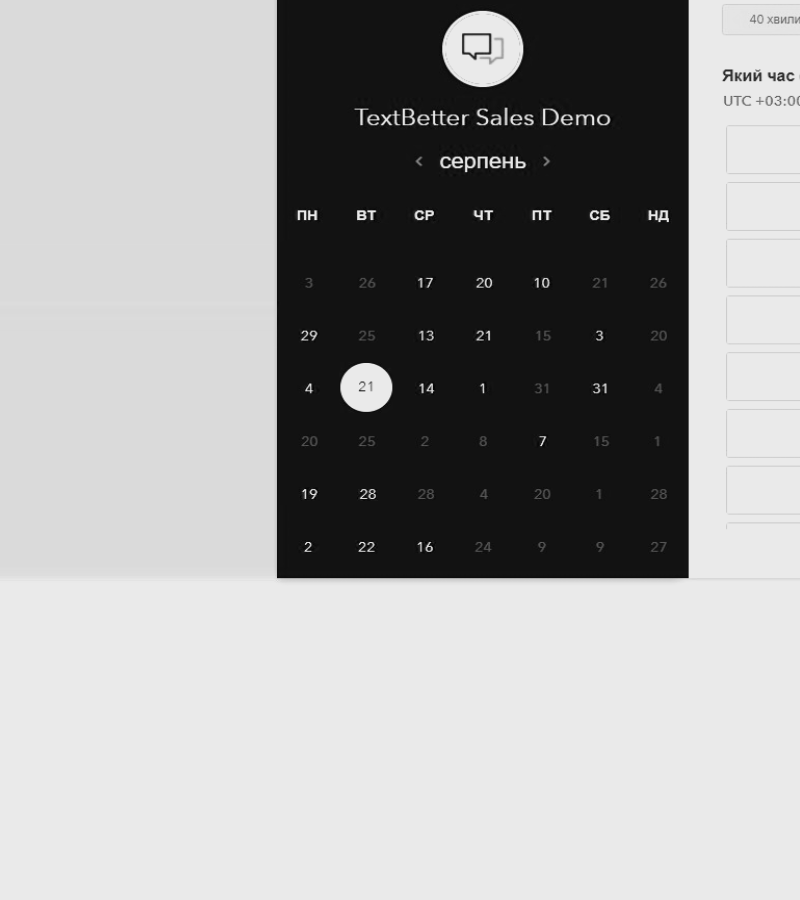 40 хвили
Який час
UTC +03:00
TextBetter Sales Demo
серпень
ПН ВТ СР ЧТ ПТ СБ НД
3 26 17 20 10 21 26
29 25 13 21 15 3 20
4 21 14 1 31 31 4
20 25 2 8 7 15 1
19 28 28 4 20 1 28
2 22 16 24 9 9 27